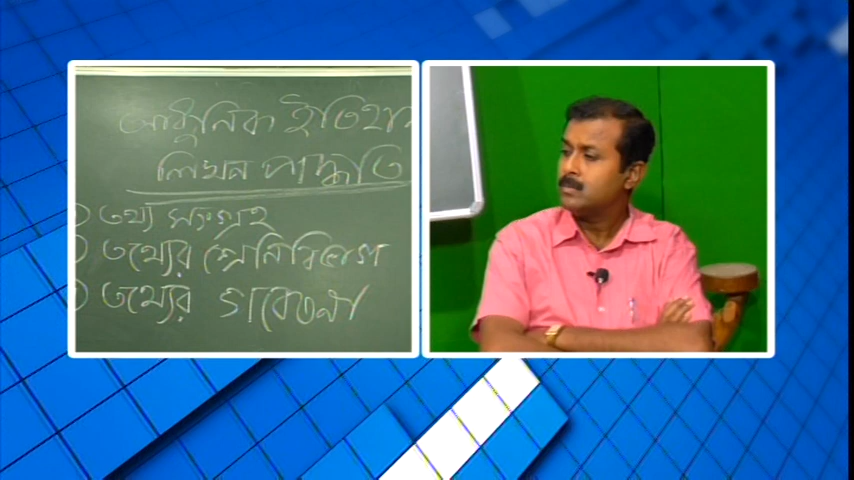 আধুনিক ইতিহা
লিখন পদ্ধতি
) তথ্য সংগ্রহ
) তথ্যের শ্রেনিবিভাগ
) তথ্যের